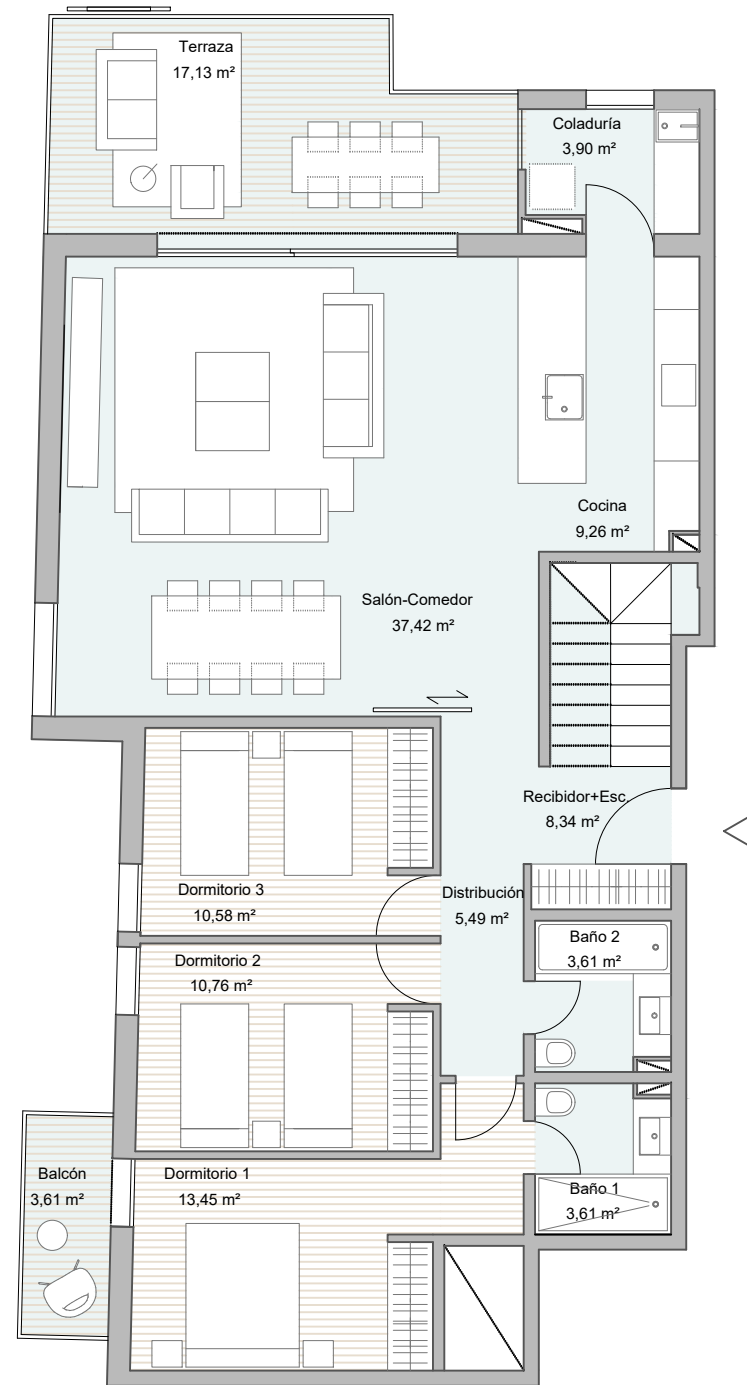 Terraza
17,13 m²
Coladuría
3,90 m²
Cocina
9,26 m²
Salón-Comedor
37,42 m²
Recibidor+Esc.
8,34 m²
Dormitorio 3
10,58 m²
Distribución
5,49 m²
Baño 2
3,61 m²
Dormitorio 2
10,76 m²
Balcón
3,61 m²
Dormitorio 1
13,45 m²
Baño 1
3,61 m²